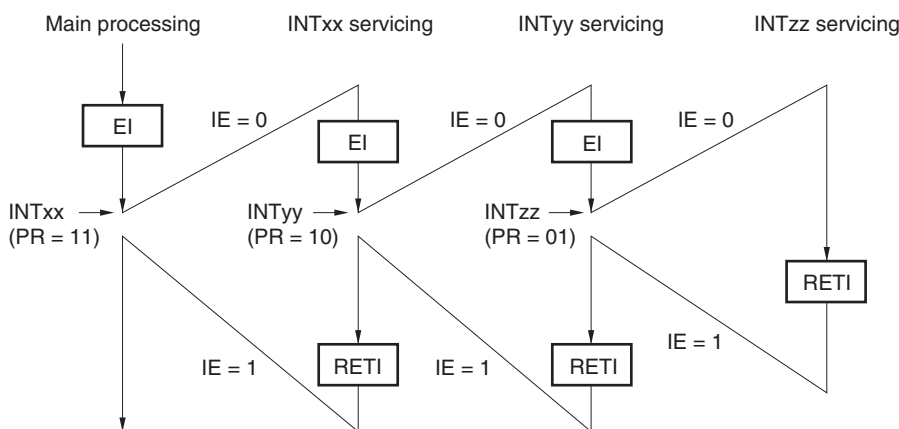 Main processing
INTxx servicing
INTyy servicing
INTzz servicing
EI
IE = 0
EI
IE = 0
EI
IE = 0
INTxx
(PR = 11)
INTyy
(PR = 10)
INTzz
(PR = 01)
RETI
IE = 1
RETI
IE = 1
RETI
IE = 1